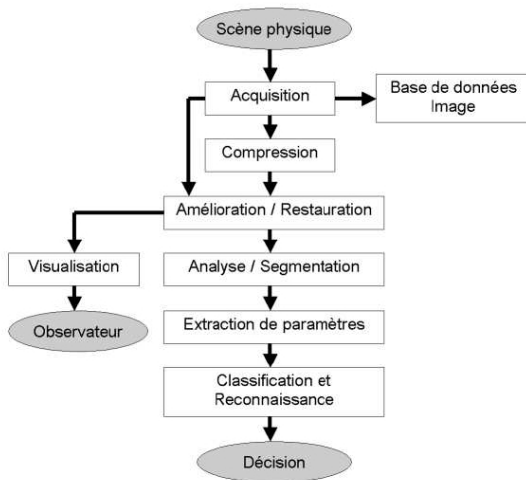 Scène physique
Acquisition
Base de données
Image
Compression
Amélioration / Restauration
Visualisation
Analyse / Segmentation
Observateur
Extraction de paramètres
Classification et
Reconnaissance
Décision